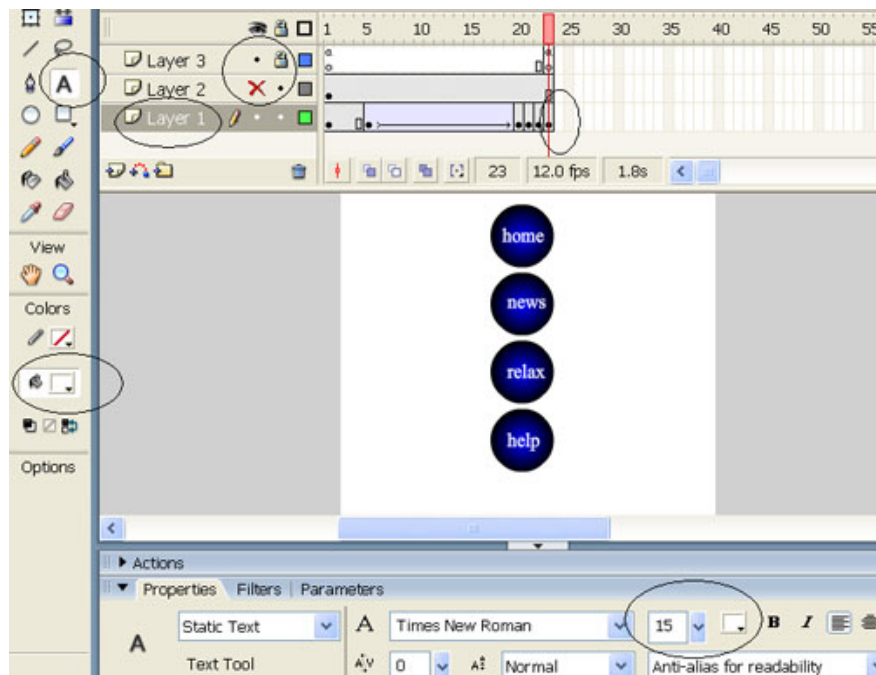 1 5 10 15 20 25 30 35 40 45 50 55
Layer 3
A
Layer 2
Layer 1
23 12.0 fps 1.8s
home
View
news
Colors
relax
help
Options
Actions
Properties Filters Parameters
Static Text A Times New Roman 15 B I
A
Text Tool A V 0 A Normal Anti-alias for readability